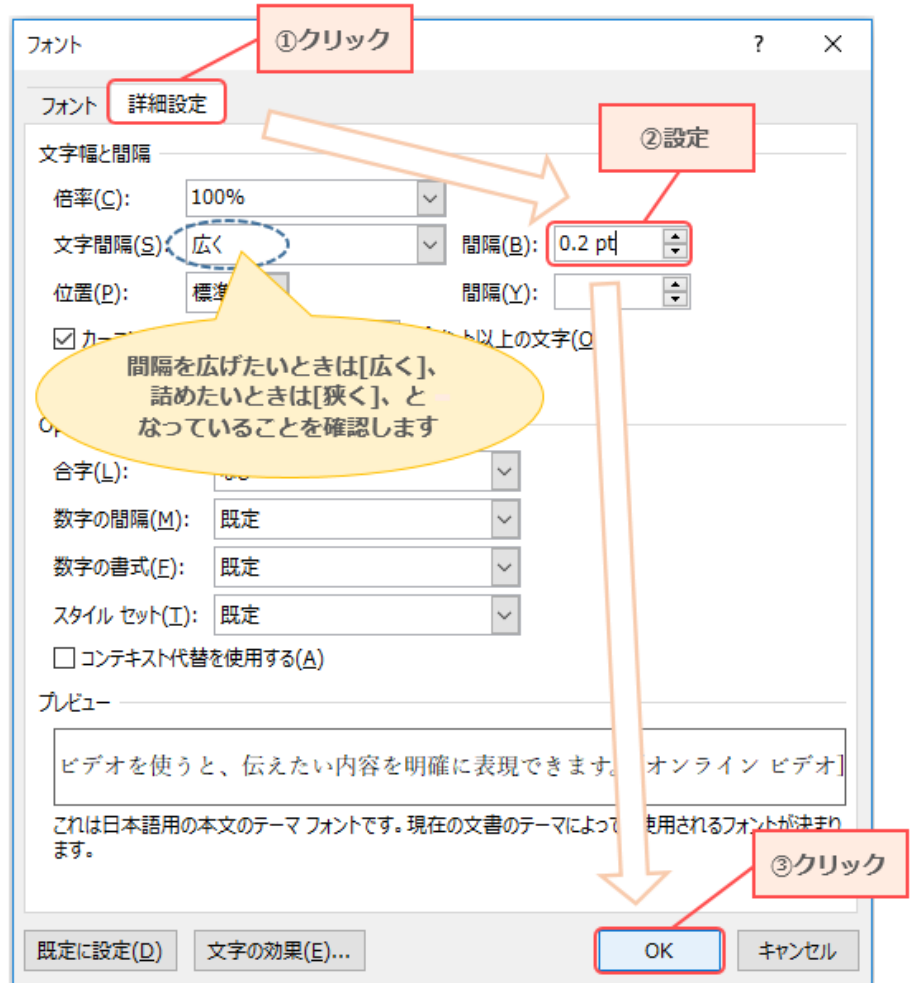 フォント
①クリック
?
×
フォント
詳細設定
②設定
文字幅と間隔
倍率(C):
100%
文字間隔(S):
広く
間隔(B):
0.2 pt
位置(P):
標準
間隔(Y):
以上の文字(O
間隔を広げたいときは[広く]、
詰めたいときは[狭く]、と
なっていることを確認します
合字(L):
数字の間隔(M):
既定
数字の書式(F):
既定
スタイル セット(T):
既定
コンテキスト代替を使用する(A)
プレビュー
ビデオを使うと、伝えたい内容を明確に表現できます。[オンライン ビデオ]
これは日本語用の本文のテーマ フォントです。現在の文書のテーマによって、使用されるフォントが決まり
ます。
③クリック
既定に設定(D)
文字の効果(E)...
OK
キャンセル